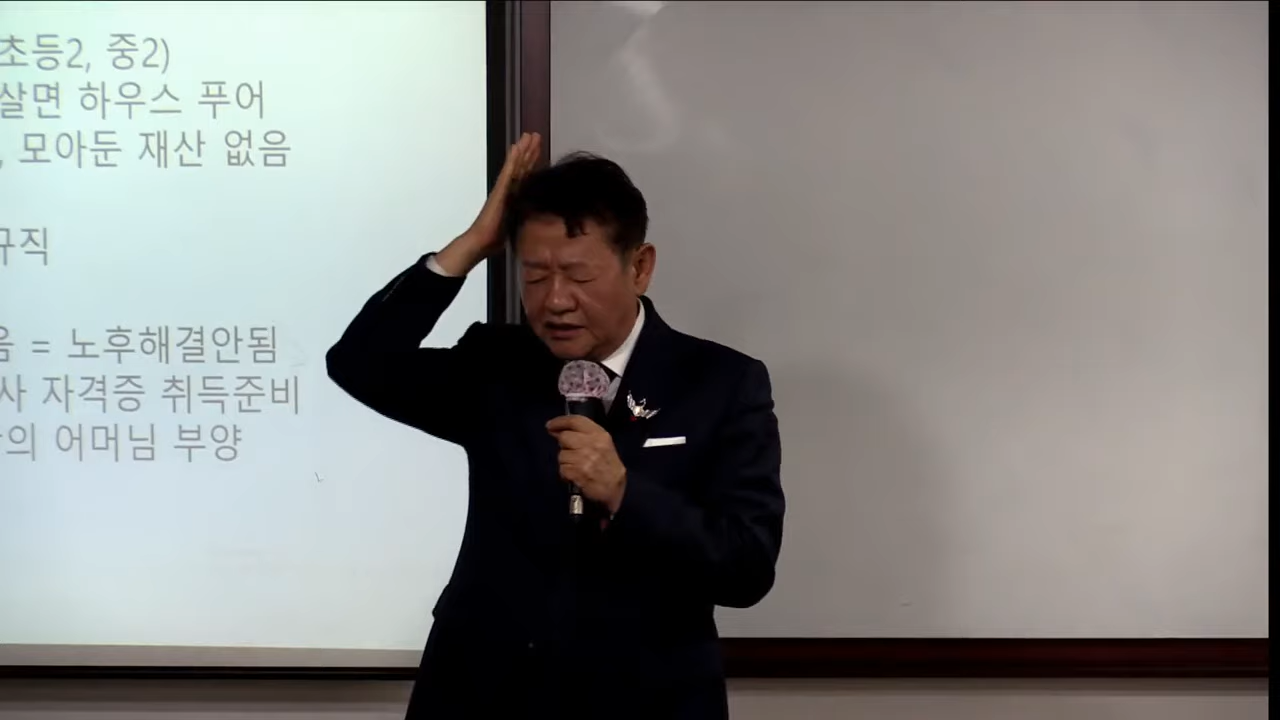 초등2, 중2)
살면 하우스 푸어
, 모아둔 재산 없음
구직
음 = 노후해결안됨
사 자격증 취득준비
의 어머님 부양